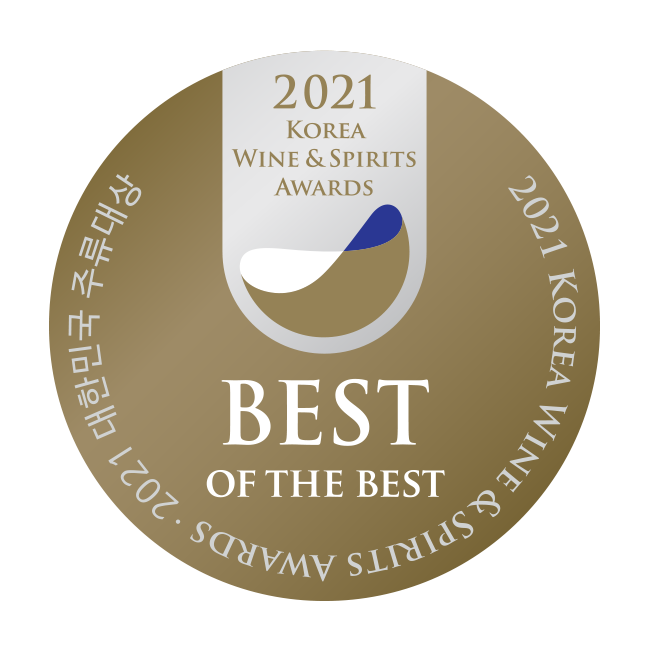 2021
KOREA
WINE & SPIRITS
AWARDS
BEST
OF THE BEST
2021 KOREA WINE & SPIRITS AWARDS · 2021 대한민국 주류대상